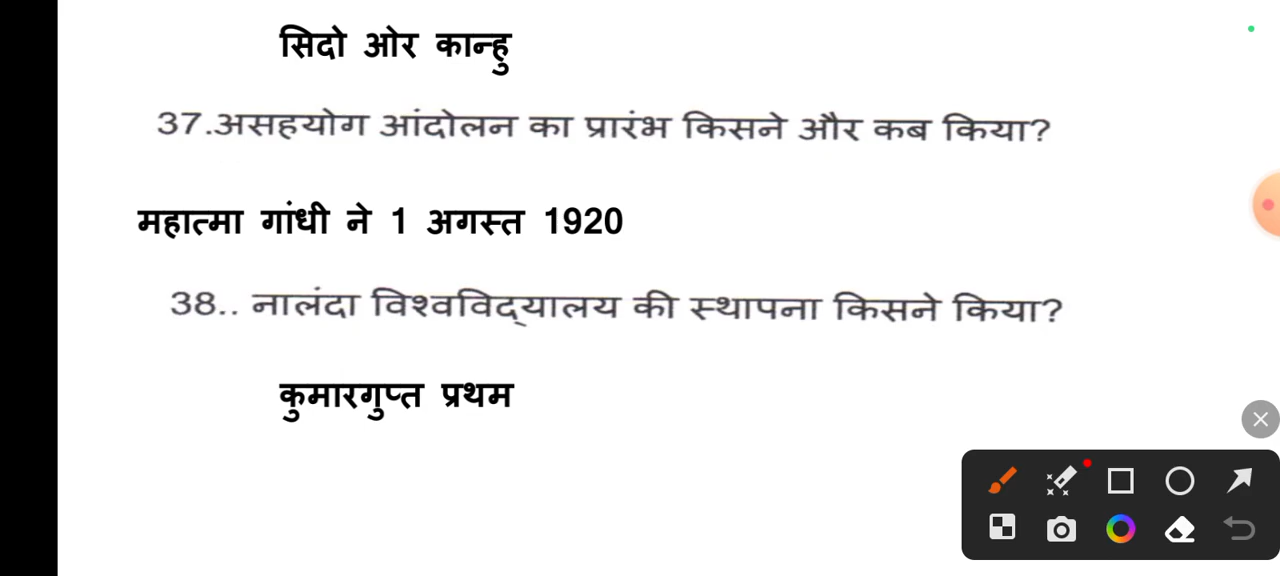 सिदो ओर कान्हु
37.असहयोग आंदोलन का प्रारंभ किसने और कब किया?
महात्मा गांधी ने 1 अगस्त 1920
38.. नालंदा विश्वविद्यालय की स्थापना किसने किया?
कुमारगुप्त प्रथम